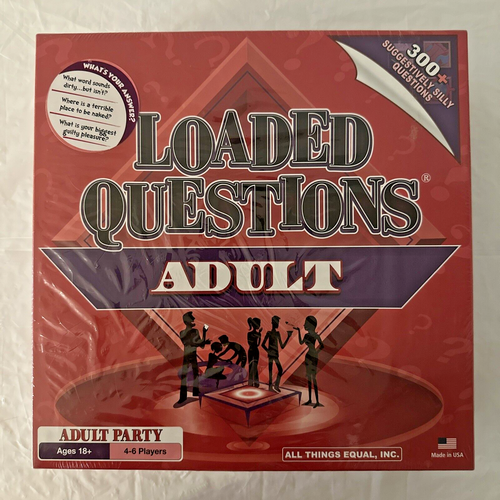 WHAT'S YOUR ANSWER?
What word sounds
dirty...but isn't?
Where is a terrible
place to be naked?
What is your biggest
guilty pleasure?
300+
SUGGESTIVELY SILLY
QUESTIONS
LOADED
QUESTIONS®
ADULT
ADULT PARTY
Ages 18+
4-6 Players
ALL THINGS EQUAL, INC.
Made in USA